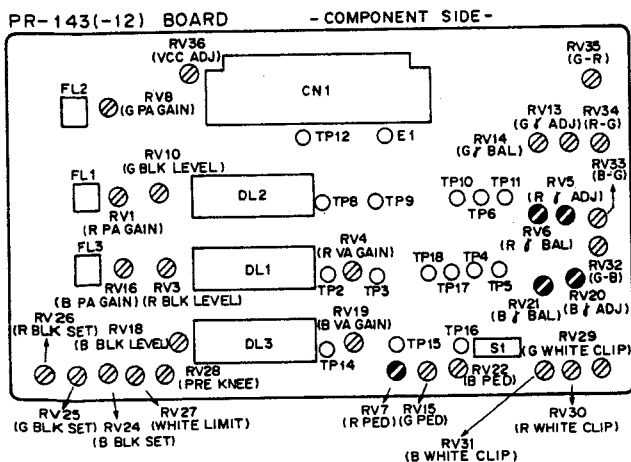 PR-143(-12) BOARD
-COMPONENT SIDE-
RV36
(VCC ADJ)
RV35
(G-R)
FL2
RV8
(G PA GAIN)
CN1
RV13
(G γ ADJ)
RV34
(R-G)
RV14
(G γ BAL)
RV33
(B-G)
TP12
E1
RV10
(G BLK LEVEL)
FL1
RV1
(R PA GAIN)
DL2
TP8
TP9
TP10
TP6
TP11
RV5
(R γ ADJ)
RV6
(R γ BAL)
FL3
RV16
(B PA GAIN)
RV3
(R BLK LEVEL)
DL1
RV4
(R VA GAIN)
TP2
TP3
TP18
TP17
TP4
TP5
RV32
(G-B)
RV21
(B γ BAL)
RV20
(B γ ADJ)
RV26
(R BLK SET)
RV18
(B BLK LEVEL)
DL3
RV19
(B VA GAIN)
TP14
TP15
TP16
S1
RV29
(G WHITE CLIP)
RV28
(PRE KNEE)
RV22
(B PED)
RV25
(G BLK SET)
RV24
(B BLK SET)
RV27
(WHITE LIMIT)
RV7
(R PED)
RV15
(G PED)
RV30
(R WHITE CLIP)
RV31
(B WHITE CLIP)